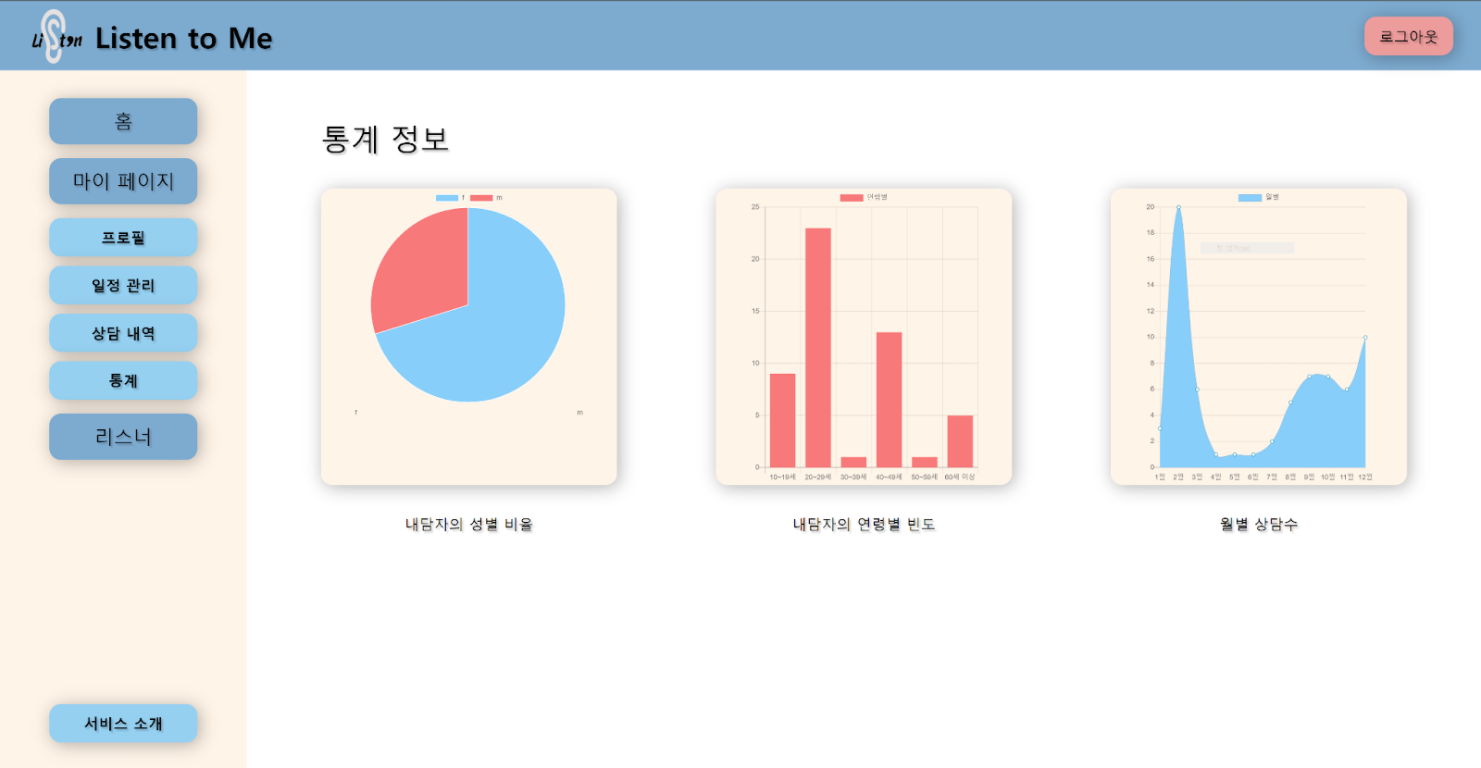 Liston Listen to Me
로그아웃
홈
마이 페이지
프로필
일정 관리
상담 내역
통계
리스너
서비스 소개
통계 정보
f m
f m
내담자의 성별 비율
연령별
25
20
15
10
5
0
10~19세 20~29세 30~39세 40~49세 50~59세 60세 이상
내담자의 연령별 빈도
월별
20
18
16
14
12
10
8
6
4
2
0
1월 2월 3월 4월 5월 6월 7월 8월 9월 10월 11월 12월
월별 상담수